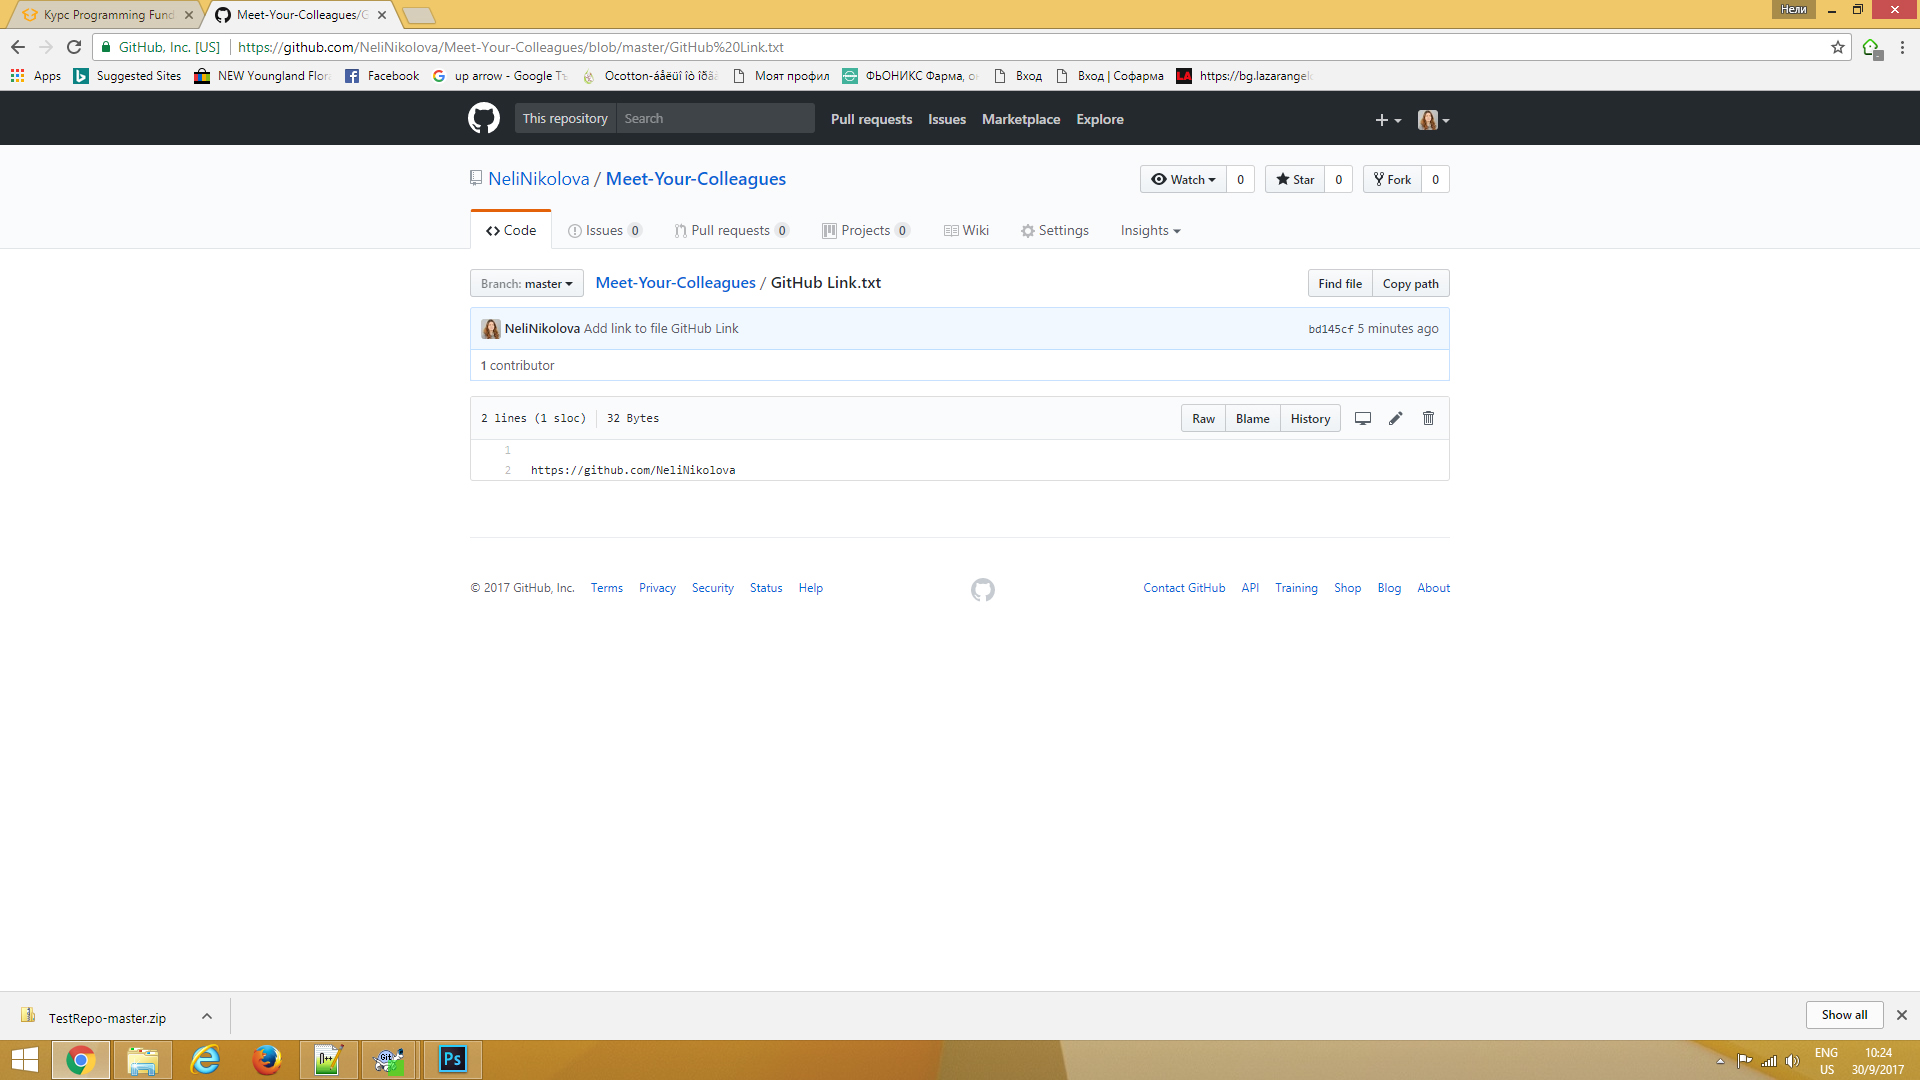 Курс Programming Fund
Meet-Your-Colleagues/G
Нели
GitHub, Inc. [US]
https://github.com/NeliNikolova/Meet-Your-Colleagues/blob/master/GitHub%20Link.txt
Apps
Suggested Sites
NEW Youngland Flor
Facebook
up arrow - Google Tъ
Ocotton-áåëüî îò îðãà
Моят профил
ФЬОНИКС Фарма, о
Вход
Вход | Софарма
LA
https://bg.lazarangelo
This repository
Search
Pull requests
Issues
Marketplace
Explore
NeliNikolova / Meet-Your-Colleagues
Watch 0
Star 0
Fork 0
Code
Issues 0
Pull requests 0
Projects 0
Wiki
Settings
Insights
Branch: master
Meet-Your-Colleagues / GitHub Link.txt
Find file
Copy path
NeliNikolova Add link to file GitHub Link
bd145cf 5 minutes ago
1 contributor
2 lines (1 sloc)
32 Bytes
Raw
Blame
History
1
2 https://github.com/NeliNikolova
© 2017 GitHub, Inc.
Terms
Privacy
Security
Status
Help
Contact GitHub
API
Training
Shop
Blog
About
TestRepo-master.zip
Show all
Git
Ps
ENG
US
10:24
30/9/2017